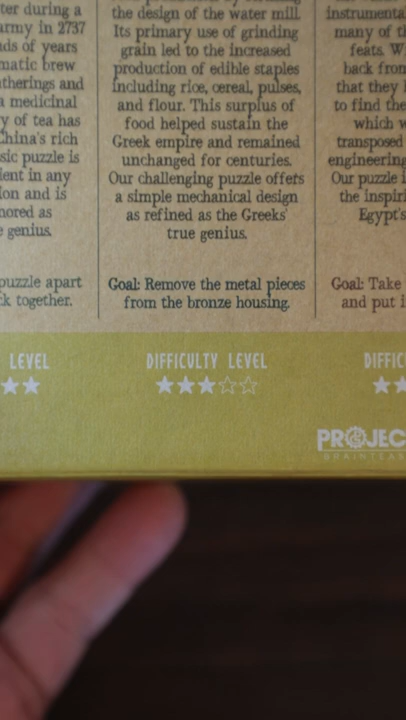 ter during a
army in 2737
ds of years
matic brew
therings and
a medicinal
y of tea has
China's rich
sic puzzle is
lent in any
ion and is
nored as
e genius.
puzzle apart
ck together.
LEVEL
the design of the water mill.
Its primary use of grinding
grain led to the increased
production of edible staples
including rice, cereal, pulses,
and flour. This surplus of
food helped sustain the
Greek empire and remained
unchanged for centuries.
Our challenging puzzle offers
a simple mechanical design
as refined as the Greeks'
true genius.
Goal: Remove the metal pieces
from the bronze housing.
DIFFICULTY LEVEL
instrumental
many of th
feats. W
back from
that they
to find the
which w
transposed
engineering
Our puzzle i
the inspiri
Egypt's
Goal: Take
and put i
DIFFIC
PROJEC
BRAINTEAS